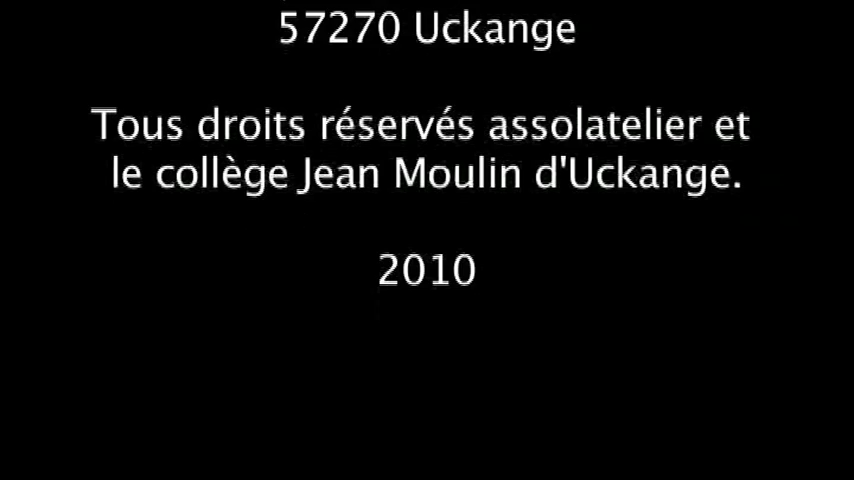 57270 Uckange
Tous droits réservés assolatelier et
le collège Jean Moulin d'Uckange.
2010